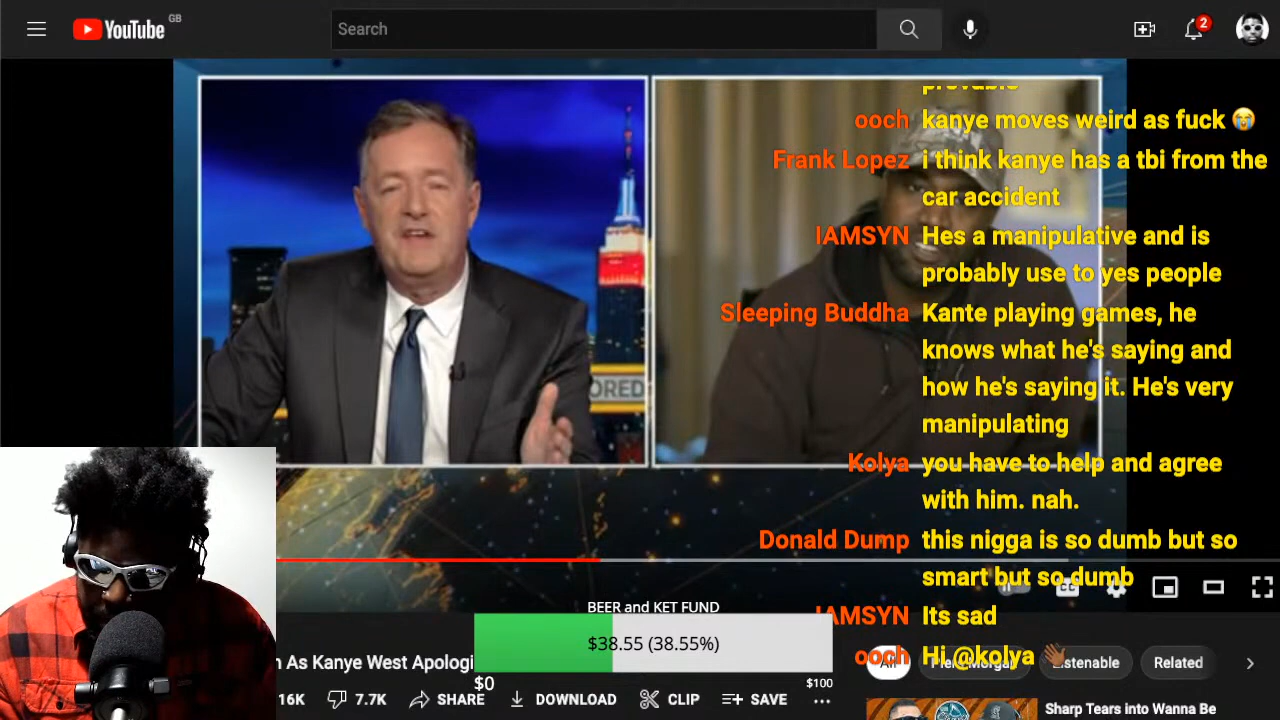 YouTube GB
Search
2
provable
ooch kanye moves weird as fuck 😭
Frank Lopez i think kanye has a tbi from the
car accident
IAMSYN Hes a manipulative and is
probably use to yes people
Sleeping Buddha Kante playing games, he
knows what he's saying and
how he's saying it. He's very
manipulating
ORED
Kolya you have to help and agree
with him. nah.
Donald Dump this nigga is so dumb but so
smart but so dumb
CC
IAMSYN Its sad
BEER and KET FUND
$38.55 (38.55%)
$0
$100
ooch Hi @kolya 👋🏾
n As Kanye West Apologi
All
Listenable
Related
16K
7.7K
SHARE
DOWNLOAD
CLIP
SAVE
Sharp Tears into Wanna Be